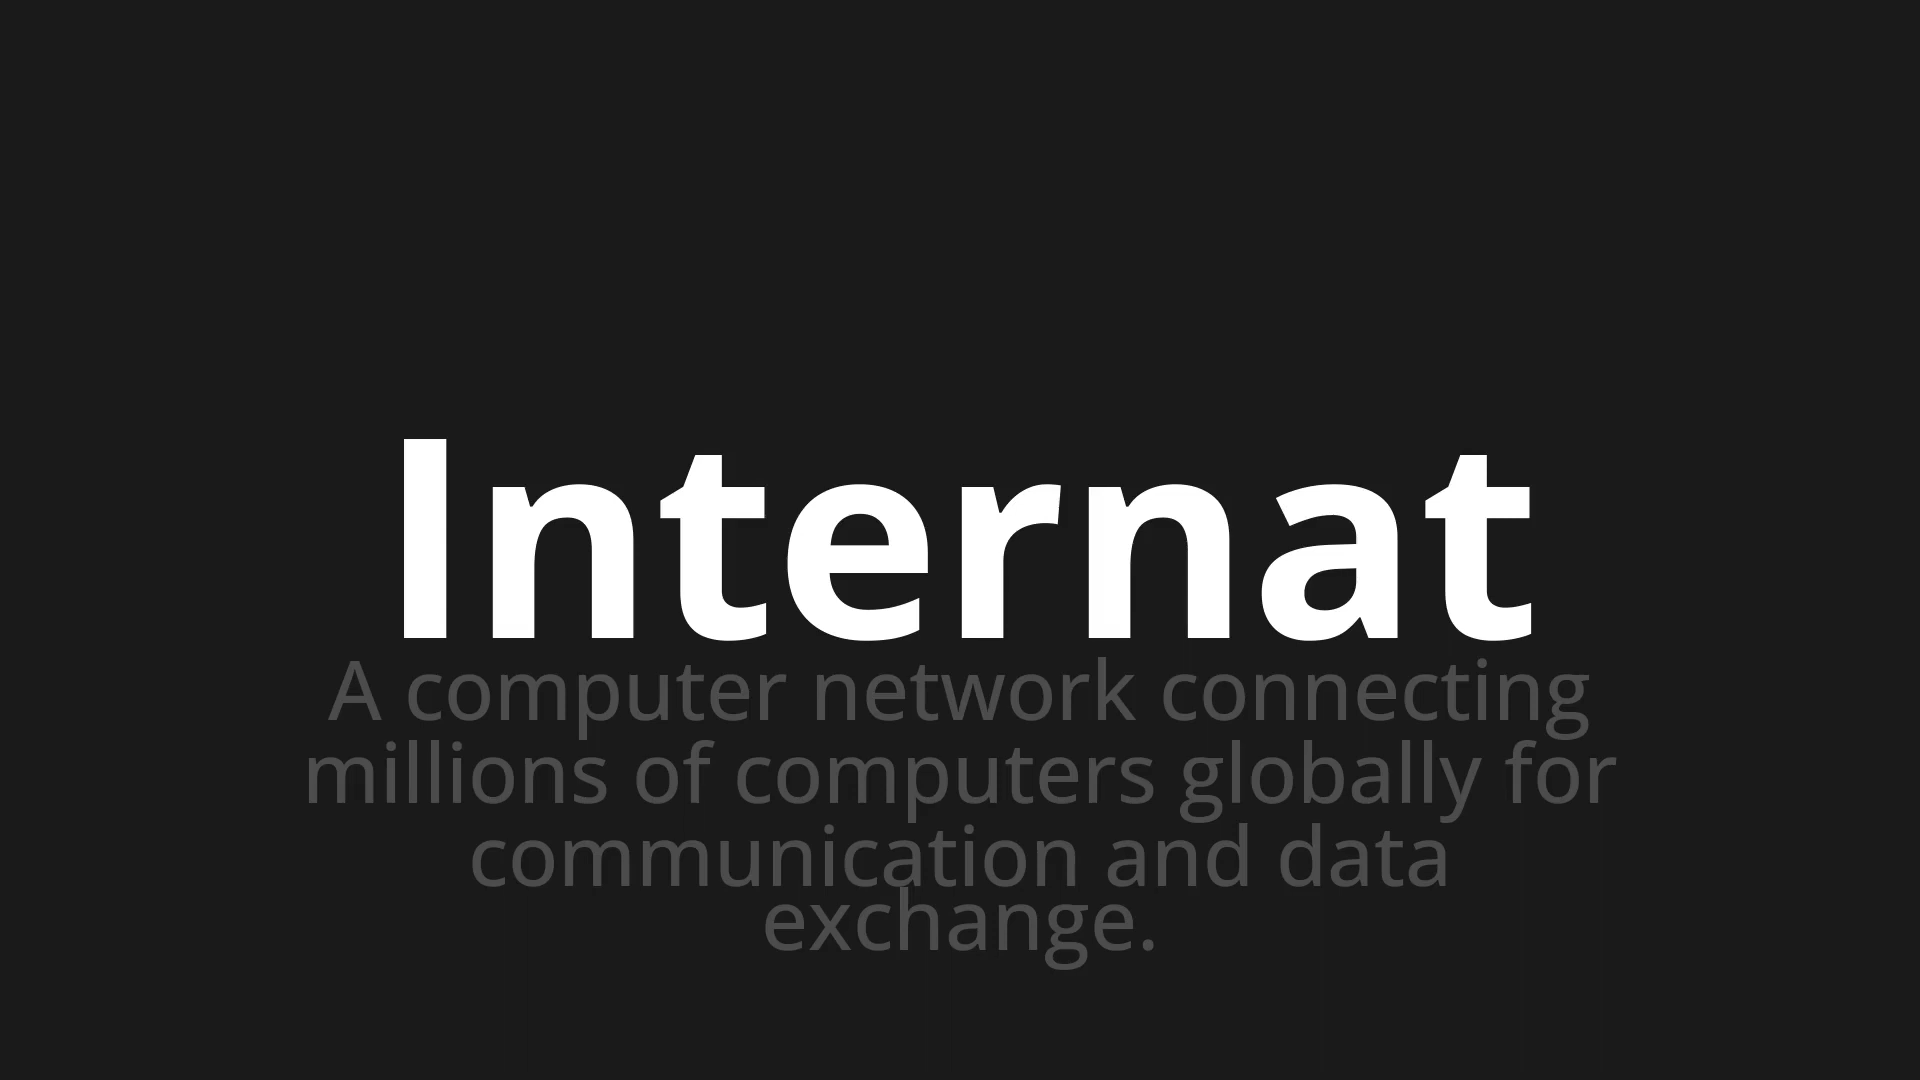 Internat
A computer network connecting
millions of computers globally for
communication and data
exchange.